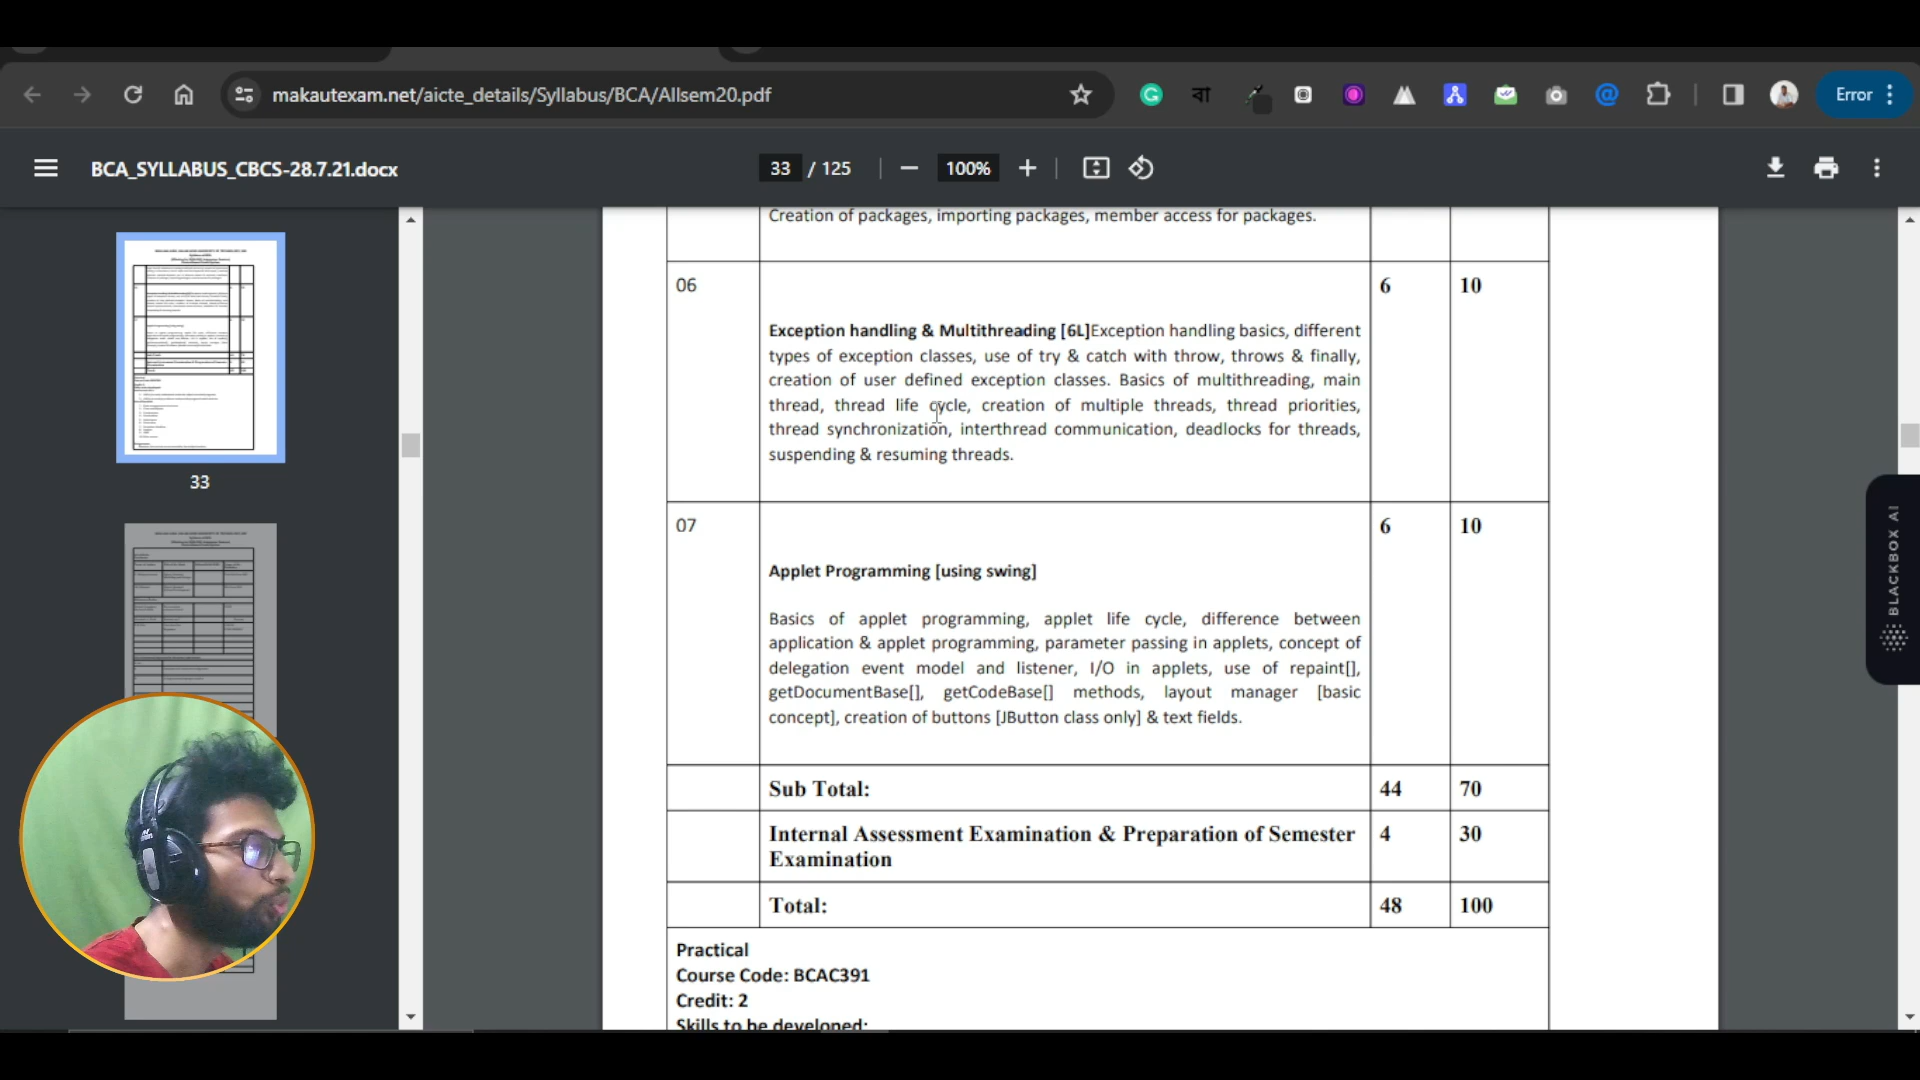 makautexam.net/aicte_details/Syllabus/BCA/Allsem20.pdf
বা
Error
BCA_SYLLABUS_CBCS-28.7.21.docx
33 / 125
100%
Creation of packages, importing packages, member access for packages.
06
6
10
Exception handling & Multithreading [6L]Exception handling basics, different
types of exception classes, use of try & catch with throw, throws & finally,
creation of user defined exception classes. Basics of multithreading, main
thread, thread life cycle, creation of multiple threads, thread priorities,
thread synchronization, interthread communication, deadlocks for threads,
suspending & resuming threads.
33
07
6
10
Applet Programming [using swing]
Basics of applet programming, applet life cycle, difference between
application & applet programming, parameter passing in applets, concept of
delegation event model and listener, I/O in applets, use of repaint[],
getDocumentBase[], getCodeBase[] methods, layout manager [basic
concept], creation of buttons [JButton class only] & text fields.
BLACKBOX AI
Sub Total:
44
70
Internal Assessment Examination & Preparation of Semester
Examination
4
30
Total:
48
100
Practical
Course Code: BCAC391
Credit: 2
Skills to be developed: